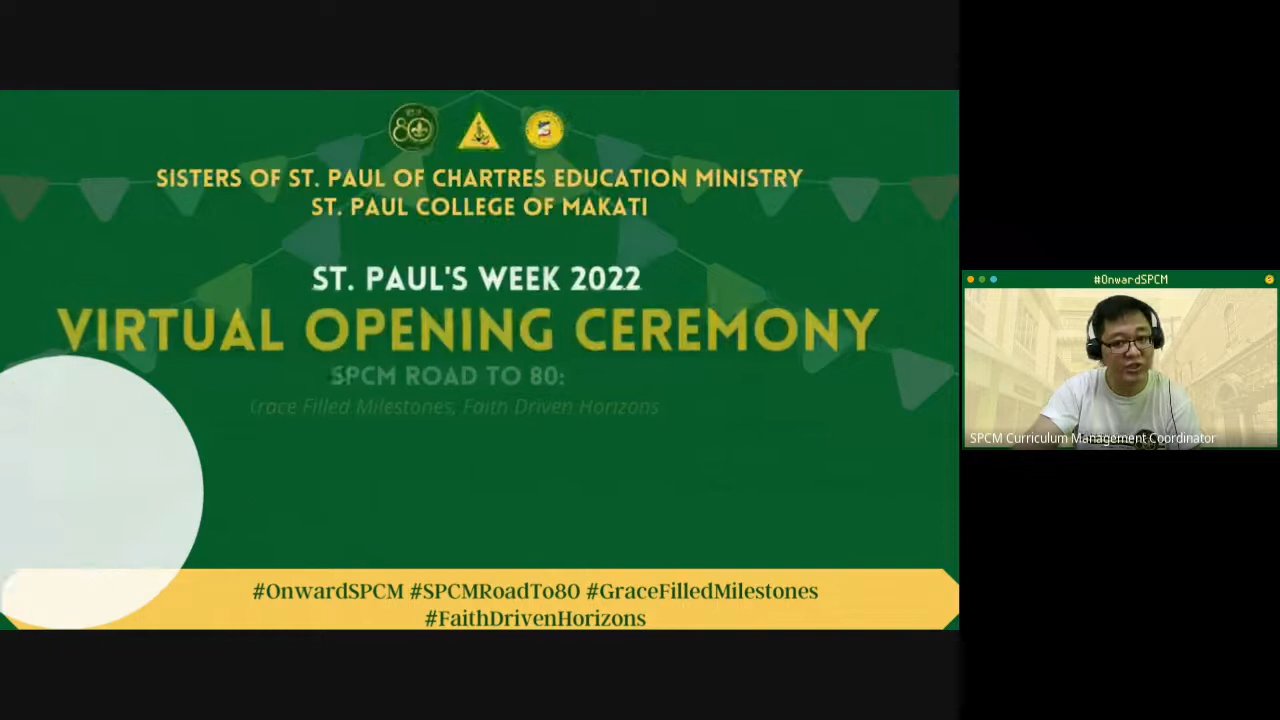 SISTERS OF ST. PAUL OF CHARTRES EDUCATION MINISTRY
ST. PAUL COLLEGE OF MAKATI
ST. PAUL'S WEEK 2022
VIRTUAL OPENING CEREMONY
SPCM ROAD TO 80:
Grace Filled Milestones, Faith Driven Horizons
#OnwardSPCM #SPCMRoadTo80 #GraceFilledMilestones
#FaithDrivenHorizons
#OnwardSPCM
SPCM Curriculum Management Coordinator